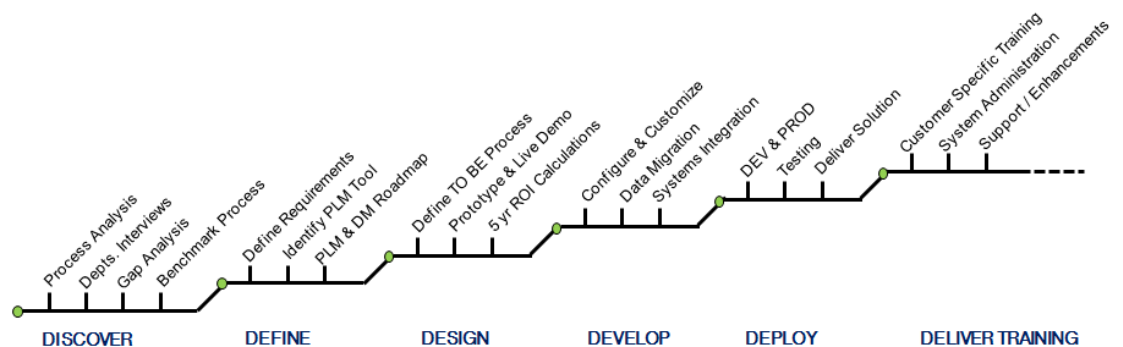 Process Analysis
Depts. Interviews
Gap Analysis
Benchmark Process
Define Requirements
Identify PLM Tool
PLM & DM Roadmap
Define TO BE Process
Prototype & Live Demo
5 yr ROI Calculations
Configure & Customize
Data Migration
Systems Integration
DEV & PROD
Testing
Deliver Solution
Customer Specific Training
System Administration
Support / Enhancements
DISCOVER
DEFINE
DESIGN
DEVELOP
DEPLOY
DELIVER TRAINING